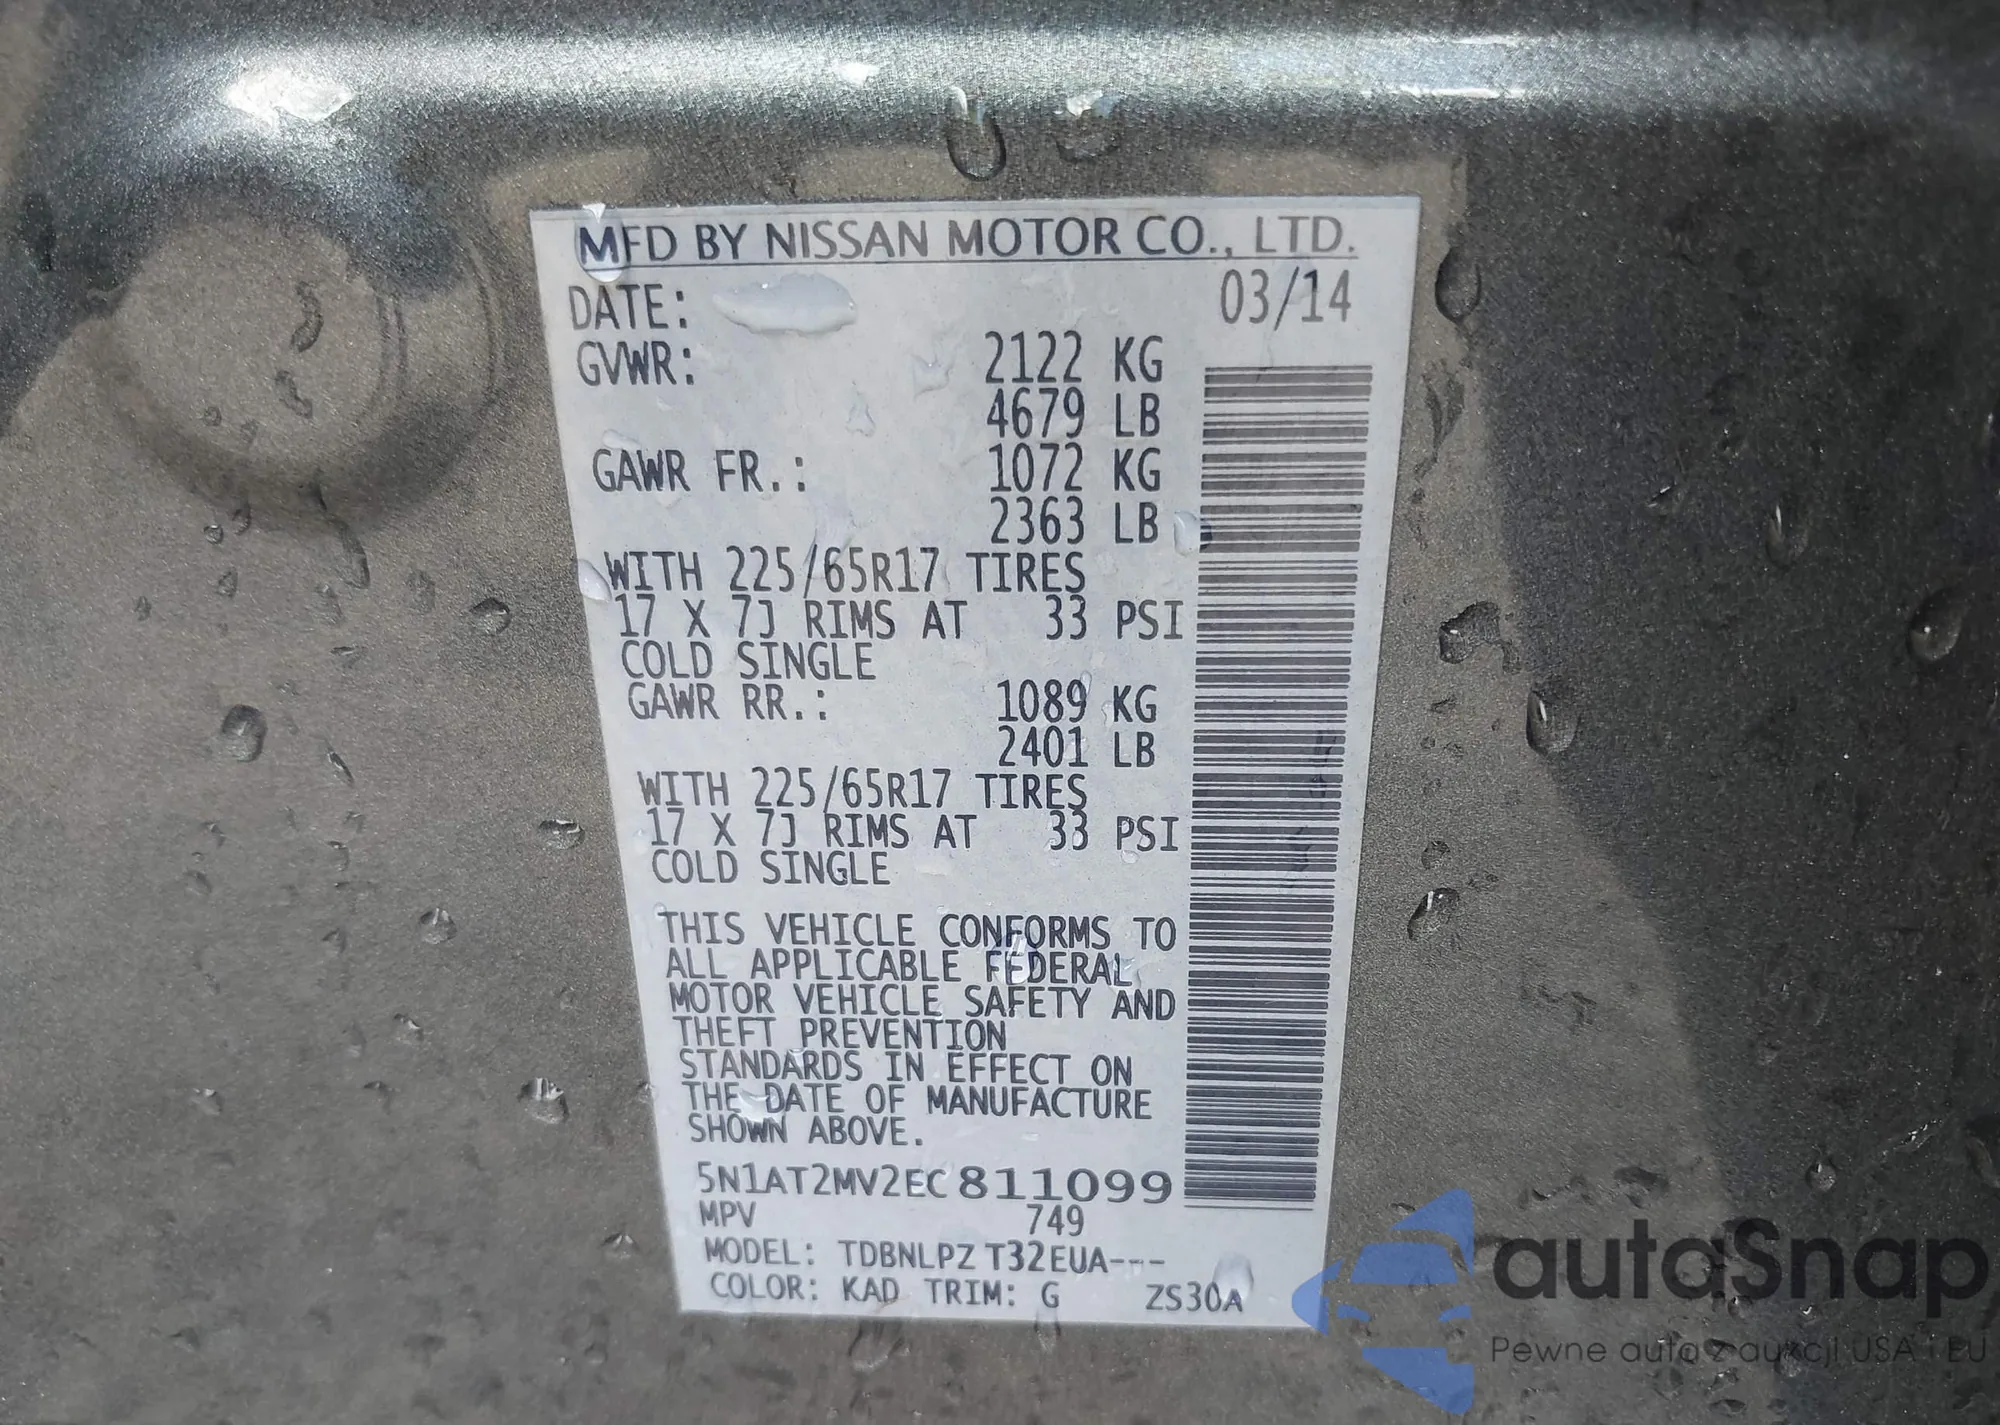 MFD BY NISSAN MOTOR CO., LTD.
DATE: 03/14
GVWR: 2122 KG
4679 LB
GAWR FR.: 1072 KG
2363 LB
WITH 225/65R17 TIRES
17 X 7J RIMS AT 33 PSI
COLD SINGLE
GAWR RR.: 1089 KG
2401 LB
WITH 225/65R17 TIRES
17 X 7J RIMS AT 33 PSI
COLD SINGLE
THIS VEHICLE CONFORMS TO
ALL APPLICABLE FEDERAL
MOTOR VEHICLE SAFETY AND
THEFT PREVENTION
STANDARDS IN EFFECT ON
THE DATE OF MANUFACTURE
SHOWN ABOVE.
5N1AT2MV2EC811099
MPV 749
MODEL: TDBNLPZ T32EUA---
COLOR: KAD TRIM: G ZS30A
autoSnap
Pewne auta z aukcji USA i EU